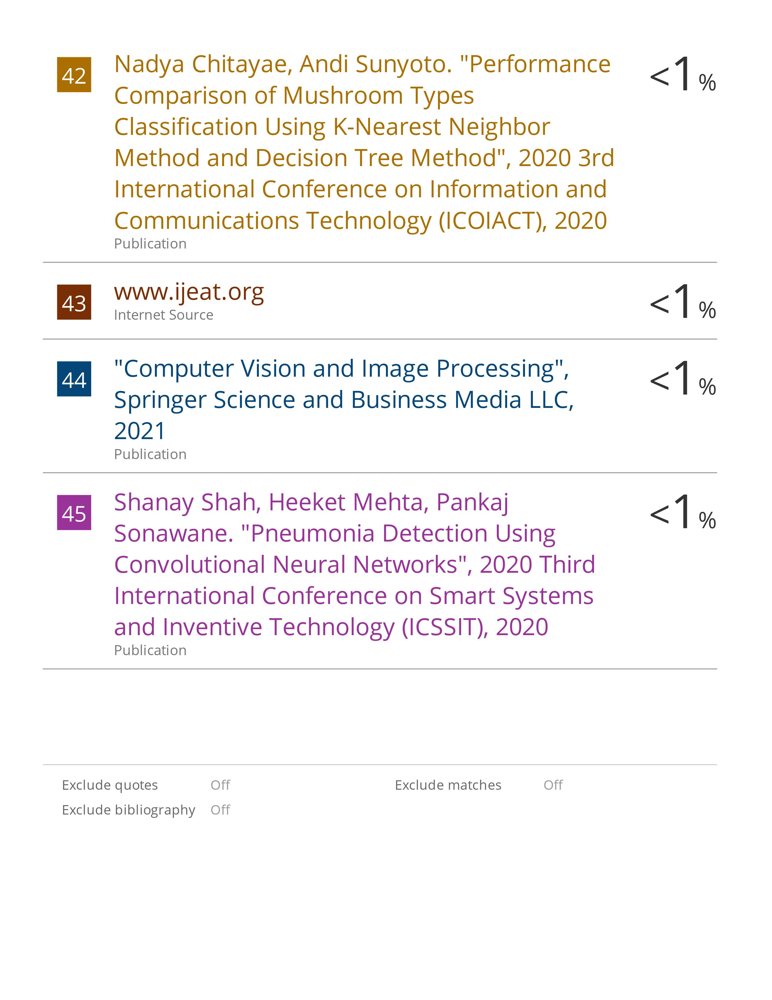 42 Nadya Chitayae, Andi Sunyoto. "Performance <1%
Comparison of Mushroom Types
Classification Using K-Nearest Neighbor
Method and Decision Tree Method", 2020 3rd
International Conference on Information and
Communications Technology (ICOIACT), 2020
Publication
43 www.ijeat.org <1%
Internet Source
44 "Computer Vision and Image Processing", <1%
Springer Science and Business Media LLC,
2021
Publication
45 Shanay Shah, Heeket Mehta, Pankaj <1%
Sonawane. "Pneumonia Detection Using
Convolutional Neural Networks", 2020 Third
International Conference on Smart Systems
and Inventive Technology (ICSSIT), 2020
Publication
Exclude quotes Off Exclude matches Off
Exclude bibliography Off